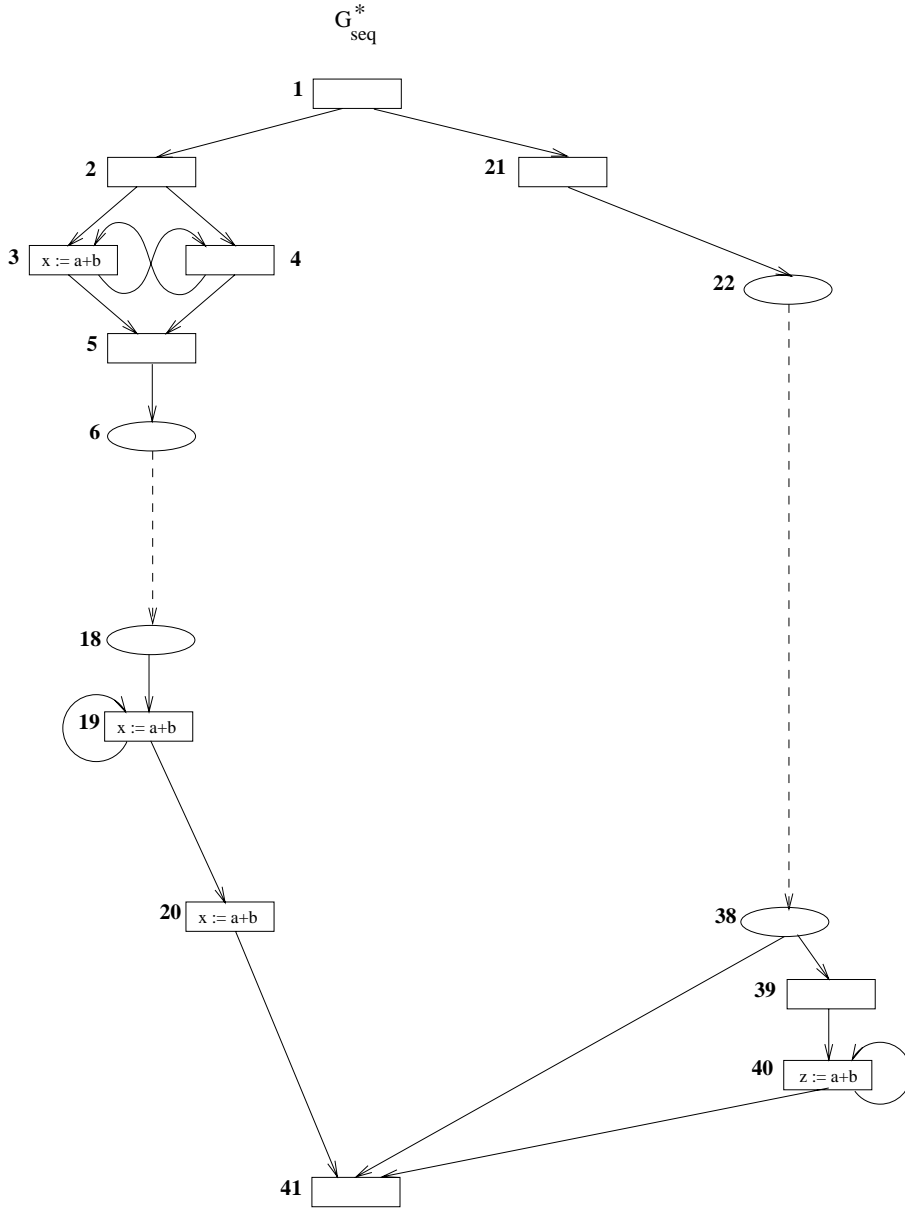 G*seq
1
2
21
3 x := a+b
4
22
5
6
18
19 x := a+b
20 x := a+b
38
39
40 z := a+b
41